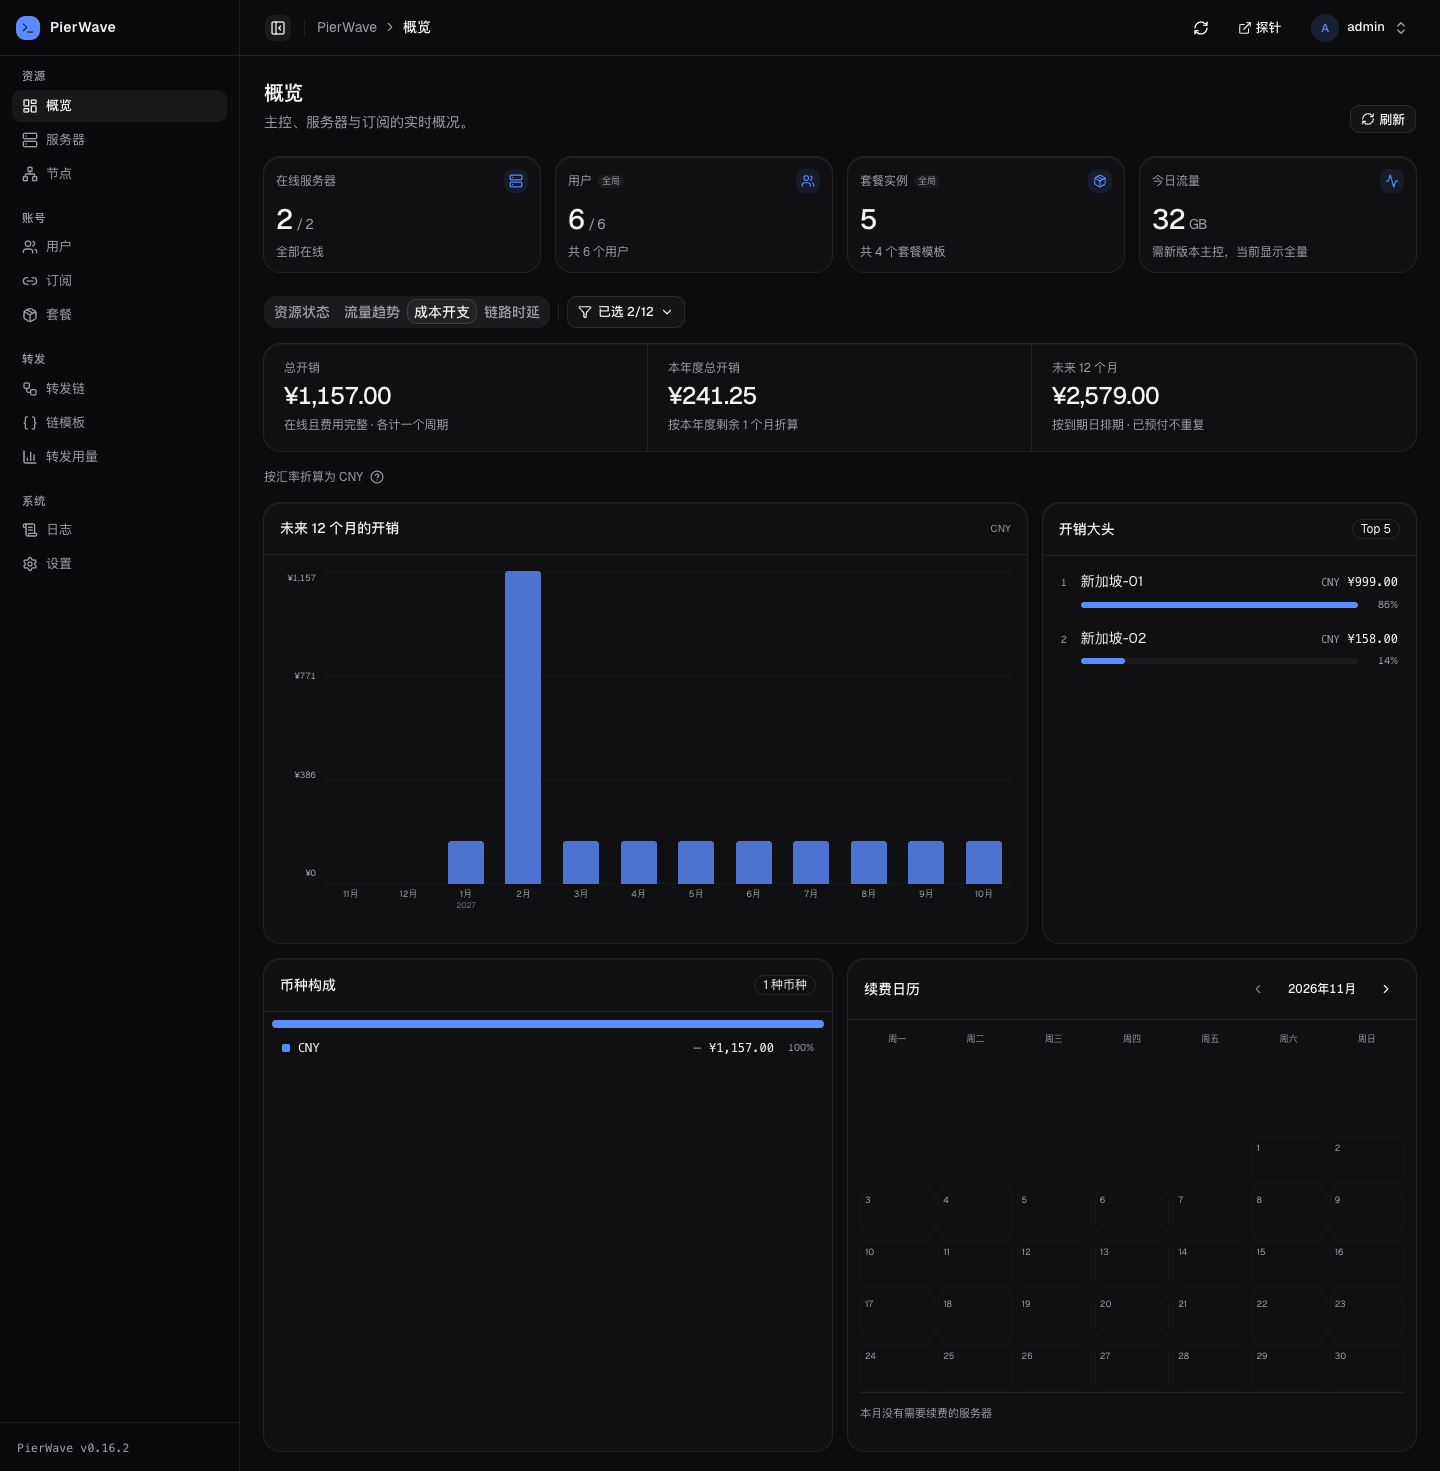 PierWave
PierWave > 概览
探针
A admin
资源
概览
服务器
节点
账号
用户
订阅
套餐
转发
转发链
链模板
转发用量
系统
日志
设置
PierWave v0.16.2
概览
主控、服务器与订阅的实时概况。
刷新
在线服务器
2 / 2
全部在线
用户 全局
6 / 6
共 6 个用户
套餐实例 全局
5
共 4 个套餐模板
今日流量
32 GB
需新版本主控，当前显示全量
资源状态 流量趋势 成本开支 链路时延 已选 2/12
总开销
¥1,157.00
在线且费用完整 · 各计一个周期
本年度总开销
¥241.25
按本年度剩余 1 个月折算
未来 12 个月
¥2,579.00
按到期日排期 · 已预付不重复
按汇率折算为 CNY
未来 12 个月的开销 CNY
¥1,157
¥771
¥386
¥0
11月 12月 1月 2月 3月 4月 5月 6月 7月 8月 9月 10月
2027
开销大头 Top 5
1 新加坡-01 CNY ¥999.00
86%
2 新加坡-02 CNY ¥158.00
14%
币种构成 1 种币种
CNY — ¥1,157.00 100%
续费日历 2026年11月
周一 周二 周三 周四 周五 周六 周日
1 2
3 4 5 6 7 8 9
10 11 12 13 14 15 16
17 18 19 20 21 22 23
24 25 26 27 28 29 30
本月没有需要续费的服务器